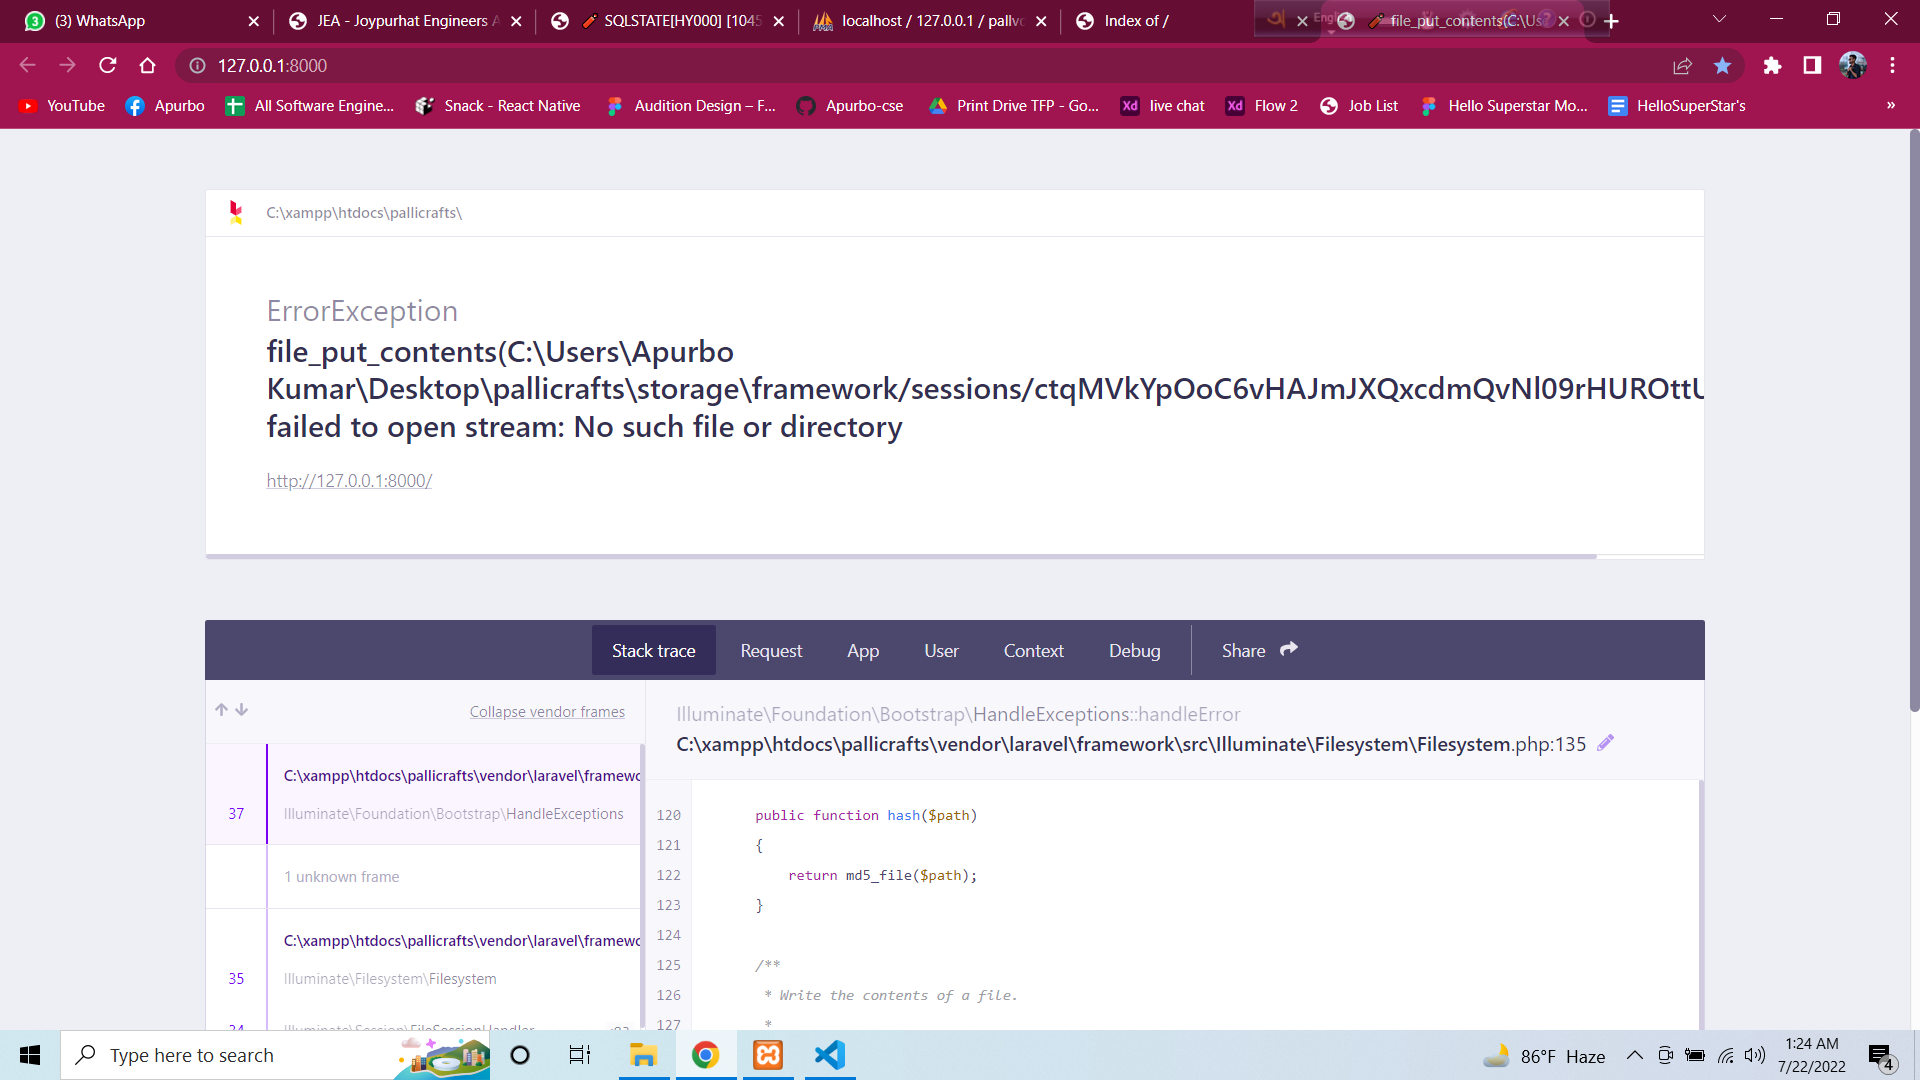 (3) WhatsApp
JEA - Joypurhat Engineers A
SQLSTATE[HY000] [1045
localhost / 127.0.0.1 / pallvc
Index of /
file_put_contents(C:\Us
127.0.0.1:8000
YouTube
Apurbo
All Software Engine...
Snack - React Native
Audition Design – F...
Apurbo-cse
Print Drive TFP - Go...
Xd live chat
Xd Flow 2
Job List
Hello Superstar Mo...
HelloSuperStar's
»
C:\xampp\htdocs\pallicrafts\
ErrorException
file_put_contents(C:\Users\Apurbo
Kumar\Desktop\pallicrafts\storage\framework/sessions/ctqMVkYpOoC6vHAJmJXQxcdmQvNl09rHUROttU
failed to open stream: No such file or directory
http://127.0.0.1:8000/
Stack trace
Request
App
User
Context
Debug
Share
Collapse vendor frames
Illuminate\Foundation\Bootstrap\HandleExceptions::handleError
C:\xampp\htdocs\pallicrafts\vendor\laravel\framework\src\Illuminate\Filesystem\Filesystem.php:135
C:\xampp\htdocs\pallicrafts\vendor\laravel\framewo
37
Illuminate\Foundation\Bootstrap\HandleExceptions
1 unknown frame
C:\xampp\htdocs\pallicrafts\vendor\laravel\framewo
35
Illuminate\Filesystem\Filesystem
34
Illuminate\Session\FileSessionHandler
120 public function hash($path)
121 {
122 return md5_file($path);
123 }
124
125 /**
126 * Write the contents of a file.
127 *
Type here to search
86°F Haze
1:24 AM
7/22/2022
4